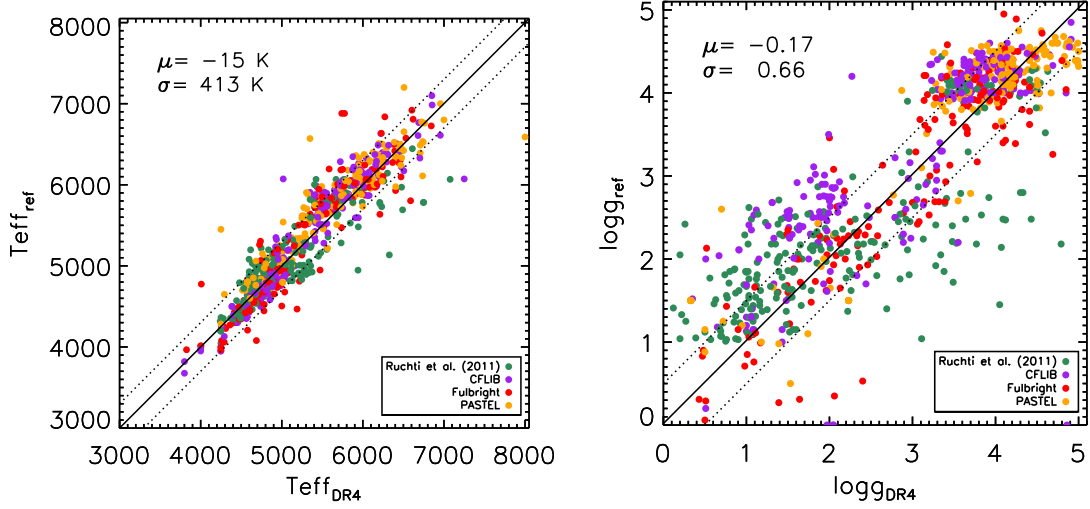 8000
7000
6000
5000
4000
3000
Teff_ref
μ= −15 K
σ= 413 K
Ruchti et al. (2011)
CFLIB
Fulbright
PASTEL
3000 4000 5000 6000 7000 8000
Teff_DR4
5
4
3
2
1
0
logg_ref
μ= −0.17
σ= 0.66
Ruchti et al. (2011)
CFLIB
Fulbright
PASTEL
0 1 2 3 4 5
logg_DR4